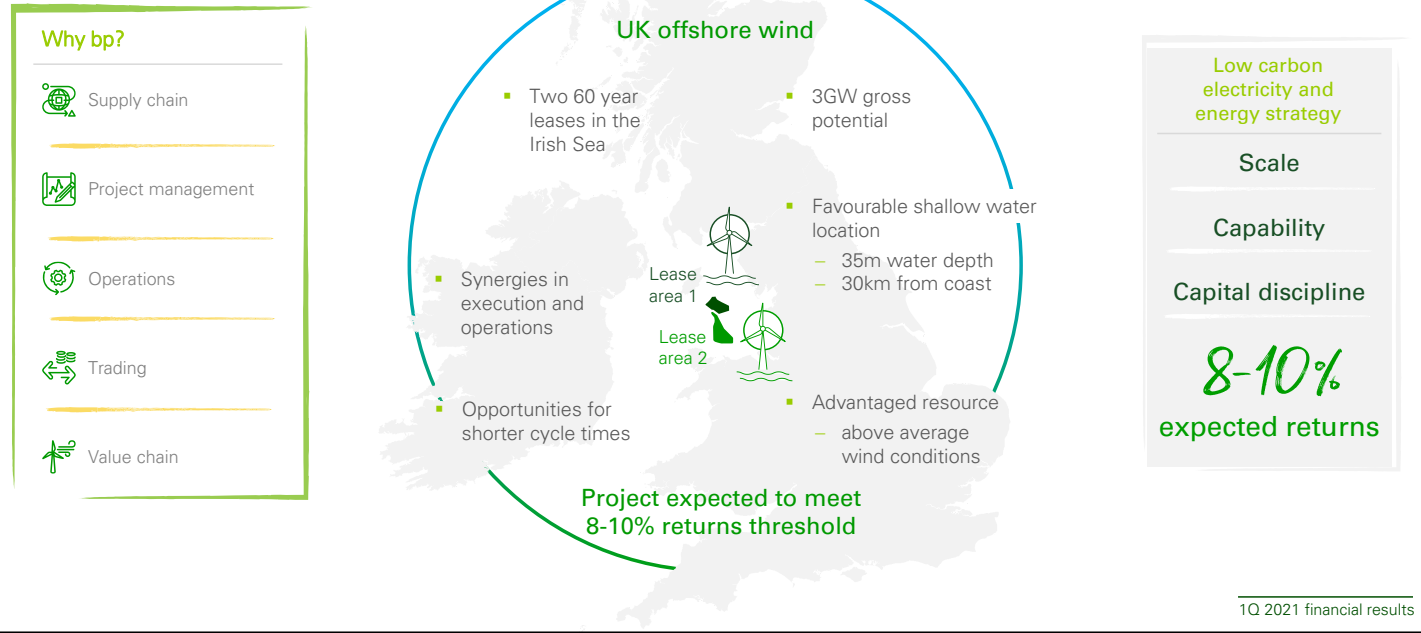 Why bp?
Supply chain
Project management
Operations
Trading
Value chain
UK offshore wind
▪ Two 60 year
leases in the
Irish Sea
▪ 3GW gross
potential
▪ Favourable shallow water
location
– 35m water depth
– 30km from coast
Lease
area 1
Lease
area 2
▪ Synergies in
execution and
operations
▪ Opportunities for
shorter cycle times
▪ Advantaged resource
– above average
wind conditions
Project expected to meet
8-10% returns threshold
Low carbon
electricity and
energy strategy
Scale
Capability
Capital discipline
8-10%
expected returns
1Q 2021 financial results